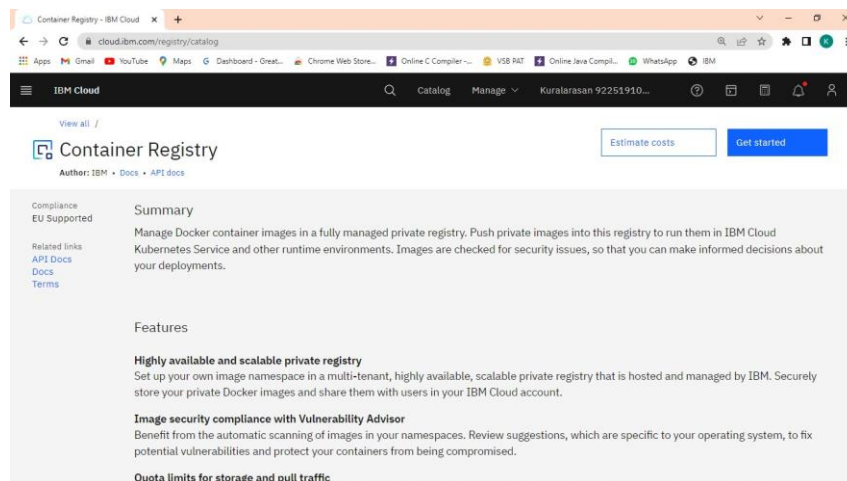 Container Registry - IBM Cloud
cloud.ibm.com/registry/catalog
Apps Gmail YouTube Maps Dashboard - Great... Chrome Web Store... Online C Compiler -... VSB PAT Online Java Compil... WhatsApp IBM
IBM Cloud Catalog Manage Kuralarasan 92251910...
View all /
Container Registry
Estimate costs
Get started
Author: IBM • Docs • API docs
Compliance
EU Supported
Related links
API Docs
Docs
Terms
Summary
Manage Docker container images in a fully managed private registry. Push private images into this registry to run them in IBM Cloud
Kubernetes Service and other runtime environments. Images are checked for security issues, so that you can make informed decisions about
your deployments.
Features
Highly available and scalable private registry
Set up your own image namespace in a multi-tenant, highly available, scalable private registry that is hosted and managed by IBM. Securely
store your private Docker images and share them with users in your IBM Cloud account.
Image security compliance with Vulnerability Advisor
Benefit from the automatic scanning of images in your namespaces. Review suggestions, which are specific to your operating system, to fix
potential vulnerabilities and protect your containers from being compromised.
Quota limits for storage and pull traffic